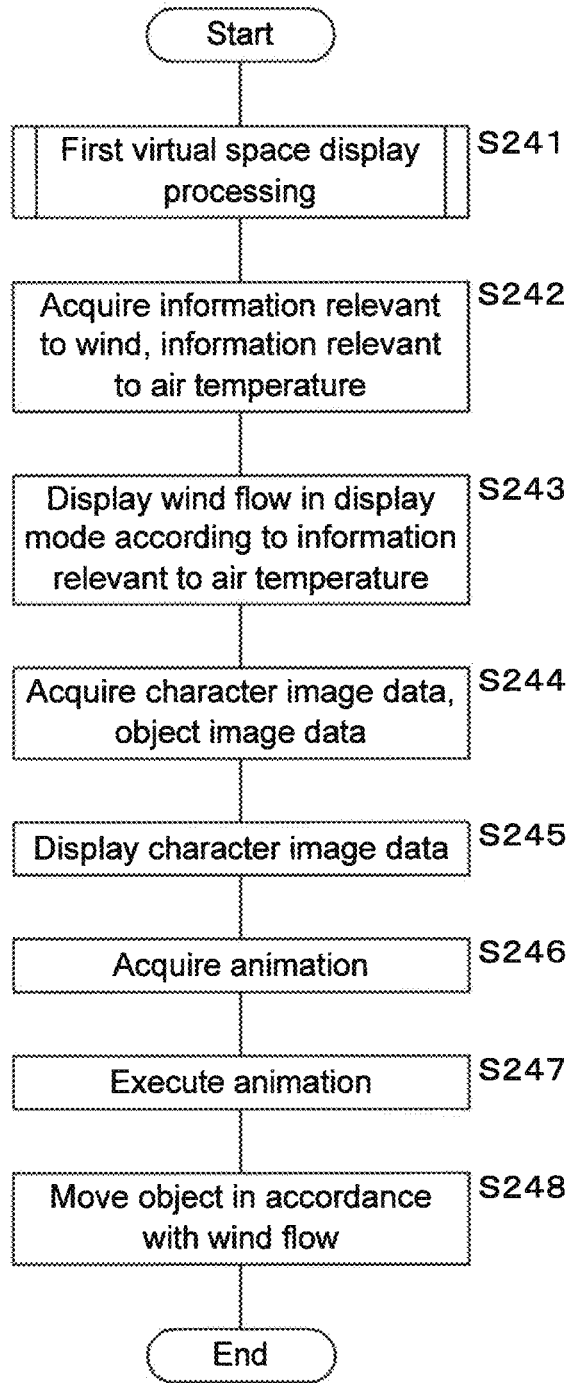 Start
First virtual space display
processing
S241
Acquire information relevant
to wind, information relevant
to air temperature
S242
Display wind flow in display
mode according to information
relevant to air temperature
S243
Acquire character image data,
object image data
S244
Display character image data
S245
Acquire animation
S246
Execute animation
S247
Move object in accordance
with wind flow
S248
End